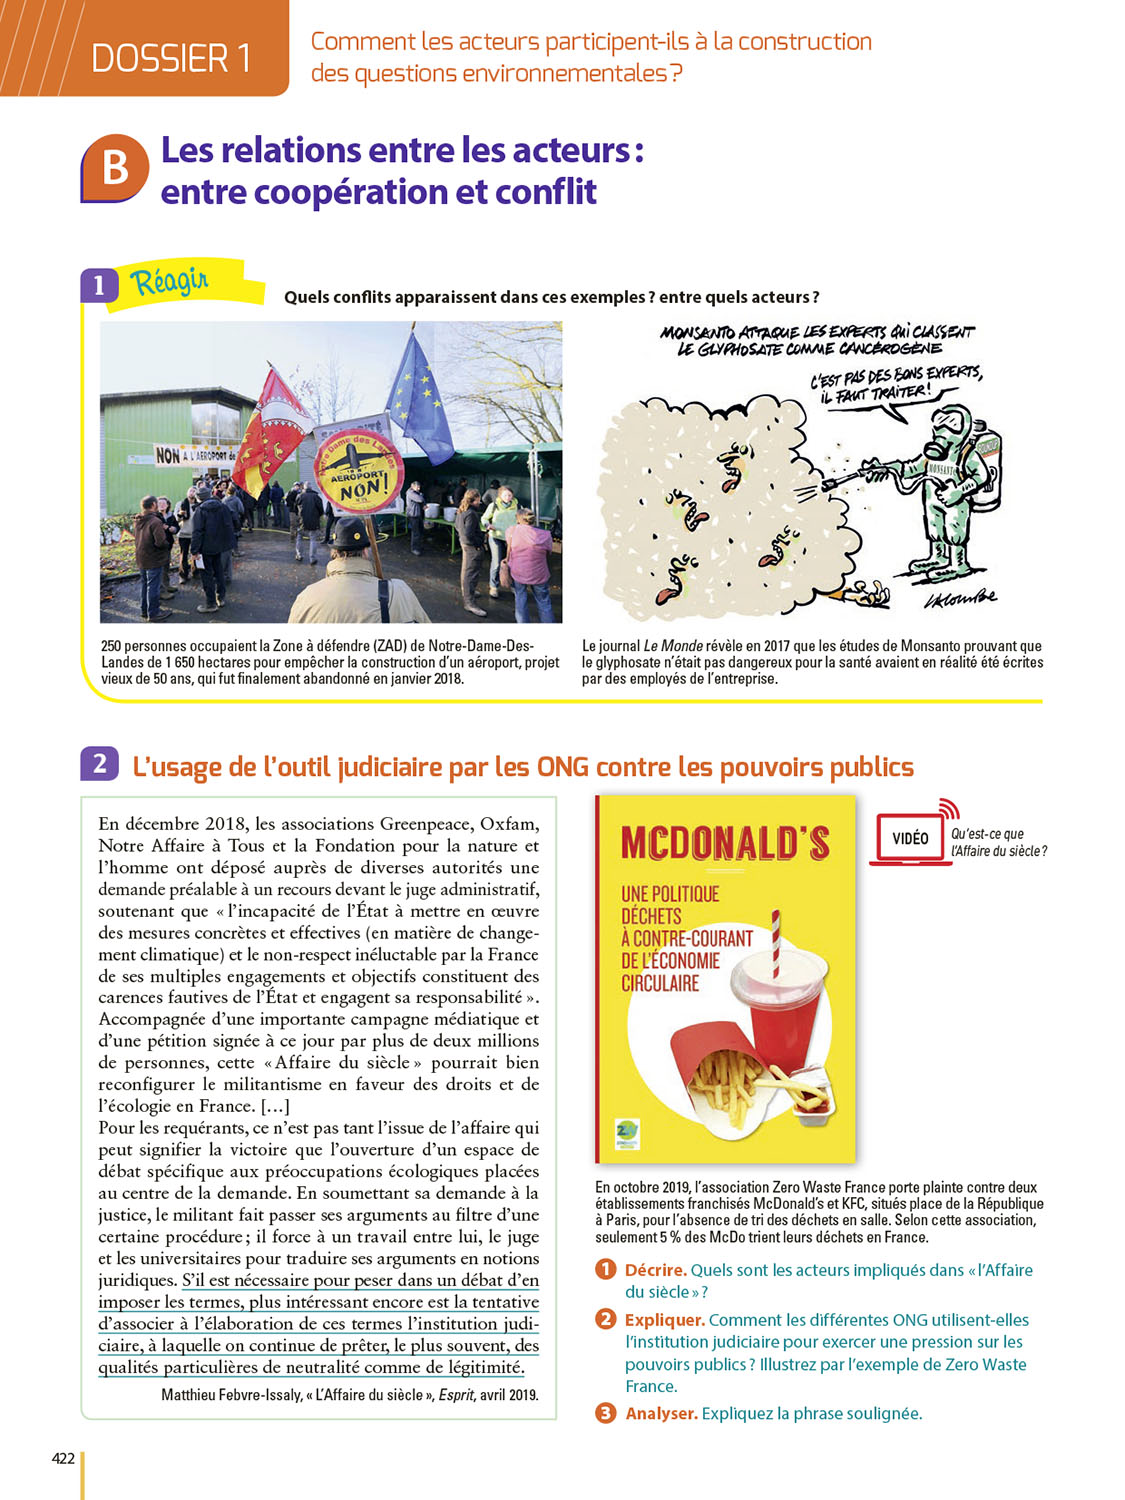 DOSSIER 1
Comment les acteurs participent-ils à la construction
des questions environnementales ?
B
Les relations entre les acteurs :
entre coopération et conflit
1
Réagir
Quels conflits apparaissent dans ces exemples ? entre quels acteurs ?
NON A L'AEROPORT de
Notre Dame des Landes
AEROPORT
NON !
MONSANTO ATTAQUE LES EXPERTS QUI CLASSENT
LE GLYPHOSATE COMME CANCÉROGÈNE
C'EST PAS DES BONS EXPERTS,
IL FAUT TRAITER !
MONSANTO
250 personnes occupaient la Zone à défendre (ZAD) de Notre-Dame-Des-
Landes de 1 650 hectares pour empêcher la construction d'un aéroport, projet
vieux de 50 ans, qui fut finalement abandonné en janvier 2018.
Le journal Le Monde révèle en 2017 que les études de Monsanto prouvant que
le glyphosate n'était pas dangereux pour la santé avaient en réalité été écrites
par des employés de l'entreprise.
2
L'usage de l'outil judiciaire par les ONG contre les pouvoirs publics
En décembre 2018, les associations Greenpeace, Oxfam,
Notre Affaire à Tous et la Fondation pour la nature et
l'homme ont déposé auprès de diverses autorités une
demande préalable à un recours devant le juge administratif,
soutenant que « l'incapacité de l'État à mettre en œuvre
des mesures concrètes et effectives (en matière de change-
ment climatique) et le non-respect inéluctable par la France
de ses multiples engagements et objectifs constituent des
carences fautives de l'État et engagent sa responsabilité ».
Accompagnée d'une importante campagne médiatique et
d'une pétition signée à ce jour par plus de deux millions
de personnes, cette « Affaire du siècle » pourrait bien
reconfigurer le militantisme en faveur des droits et de
l'écologie en France. […]
Pour les requérants, ce n'est pas tant l'issue de l'affaire qui
peut signifier la victoire que l'ouverture d'un espace de
débat spécifique aux préoccupations écologiques placées
au centre de la demande. En soumettant sa demande à la
justice, le militant fait passer ses arguments au filtre d'une
certaine procédure ; il force à un travail entre lui, le juge
et les universitaires pour traduire ses arguments en notions
juridiques. S'il est nécessaire pour peser dans un débat d'en
imposer les termes, plus intéressant encore est la tentative
d'associer à l'élaboration de ces termes l'institution judi-
ciaire, à laquelle on continue de prêter, le plus souvent, des
qualités particulières de neutralité comme de légitimité.
Matthieu Febvre-Issaly, « L'Affaire du siècle », Esprit, avril 2019.
MCDONALD'S
UNE POLITIQUE
DÉCHETS
À CONTRE-COURANT
DE L'ÉCONOMIE
CIRCULAIRE
VIDÉO
Qu'est-ce que
l'Affaire du siècle ?
En octobre 2019, l'association Zero Waste France porte plainte contre deux
établissements franchisés McDonald's et KFC, situés place de la République
à Paris, pour l'absence de tri des déchets en salle. Selon cette association,
seulement 5 % des McDo trient leurs déchets en France.
1 Décrire. Quels sont les acteurs impliqués dans « l'Affaire
du siècle » ?
2 Expliquer. Comment les différentes ONG utilisent-elles
l'institution judiciaire pour exercer une pression sur les
pouvoirs publics ? Illustrez par l'exemple de Zero Waste
France.
3 Analyser. Expliquez la phrase soulignée.
422